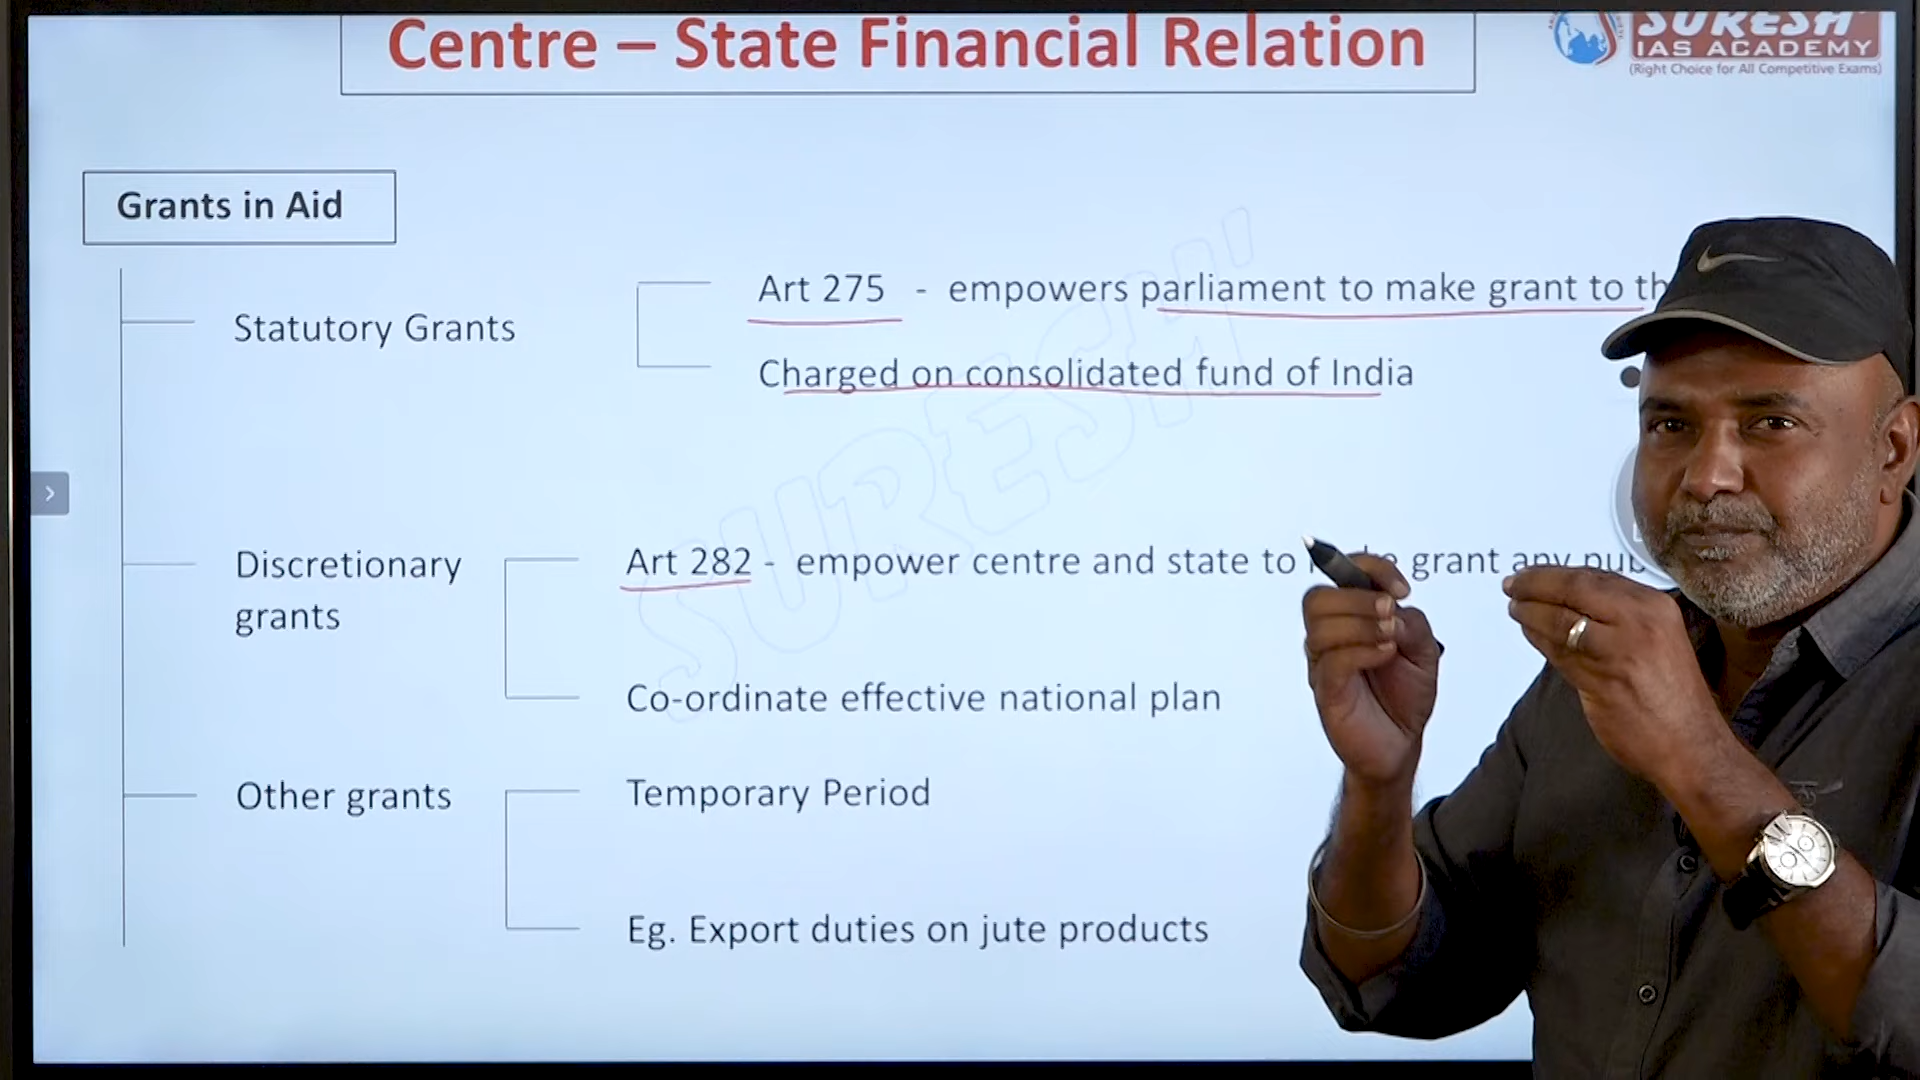 Centre – State Financial Relation
SURESH'
IAS ACADEMY
(Right Choice for All Competitive Exams)
Grants in Aid
Statutory Grants
Art 275 - empowers parliament to make grant to
Charged on consolidated fund of India
Discretionary
grants
Art 282 - empower centre and state to grant any
Co-ordinate effective national plan
Other grants
Temporary Period
Eg. Export duties on jute products
SURESH'